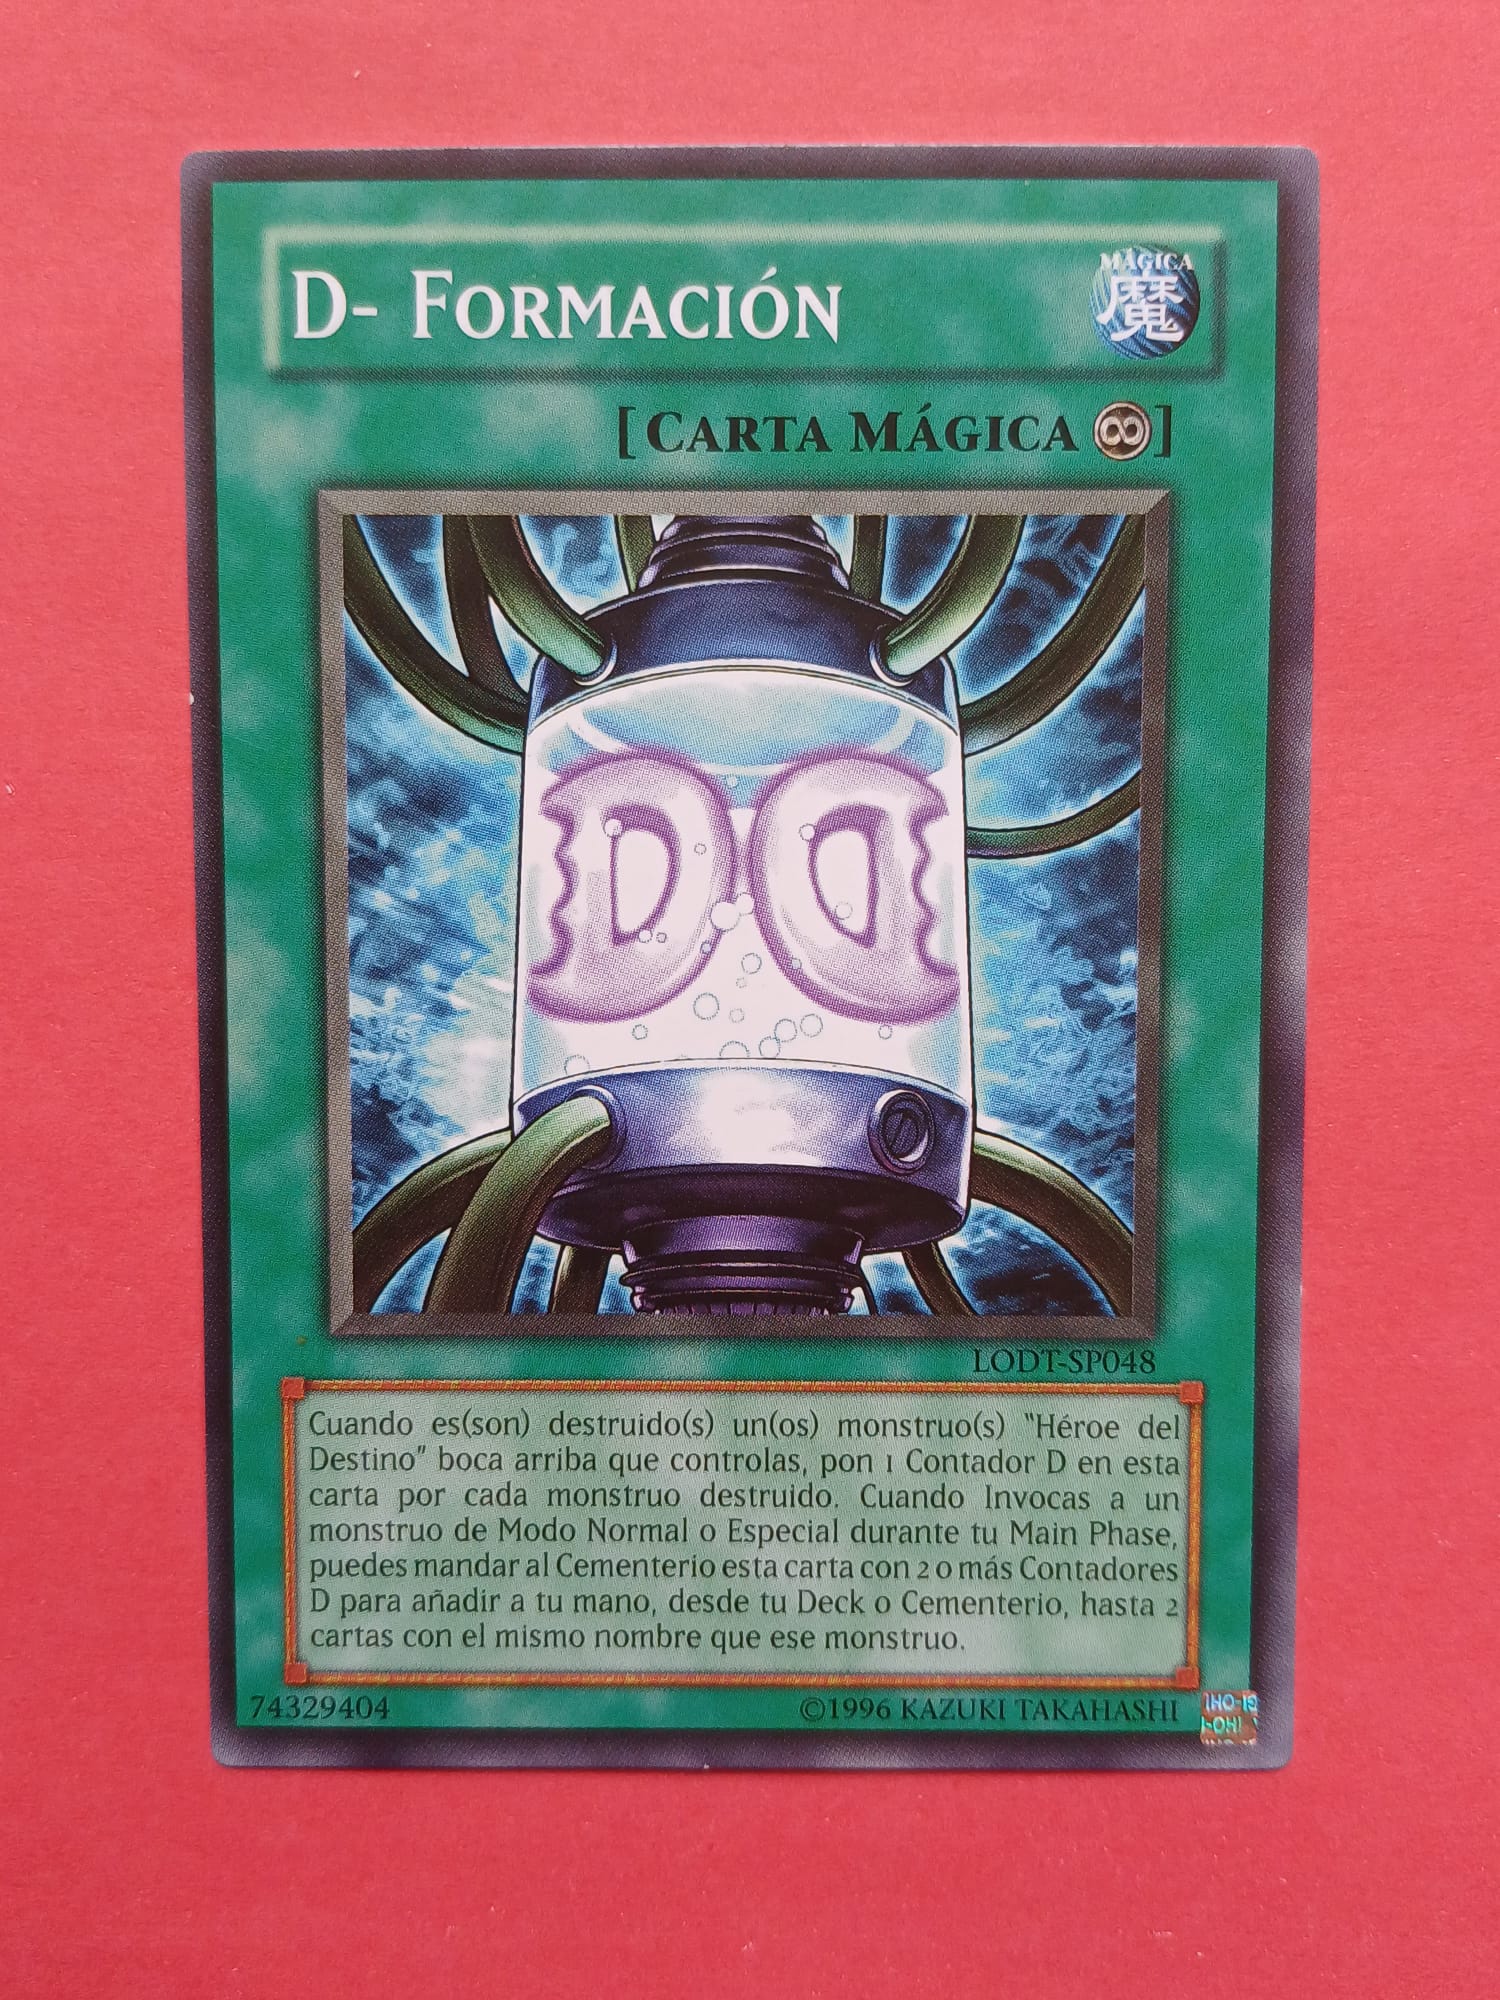 D- Formación
MÁGICA
魔
[Carta Mágica]
D D
LODT-SP048
Cuando es(son) destruido(s) un(os) monstruo(s) "Héroe del
Destino" boca arriba que controlas, pon 1 Contador D en esta
carta por cada monstruo destruido. Cuando Invocas a un
monstruo de Modo Normal o Especial durante tu Main Phase,
puedes mandar al Cementerio esta carta con 2 o más Contadores
D para añadir a tu mano, desde tu Deck o Cementerio, hasta 2
cartas con el mismo nombre que ese monstruo.
74329404 ©1996 KAZUKI TAKAHASHI